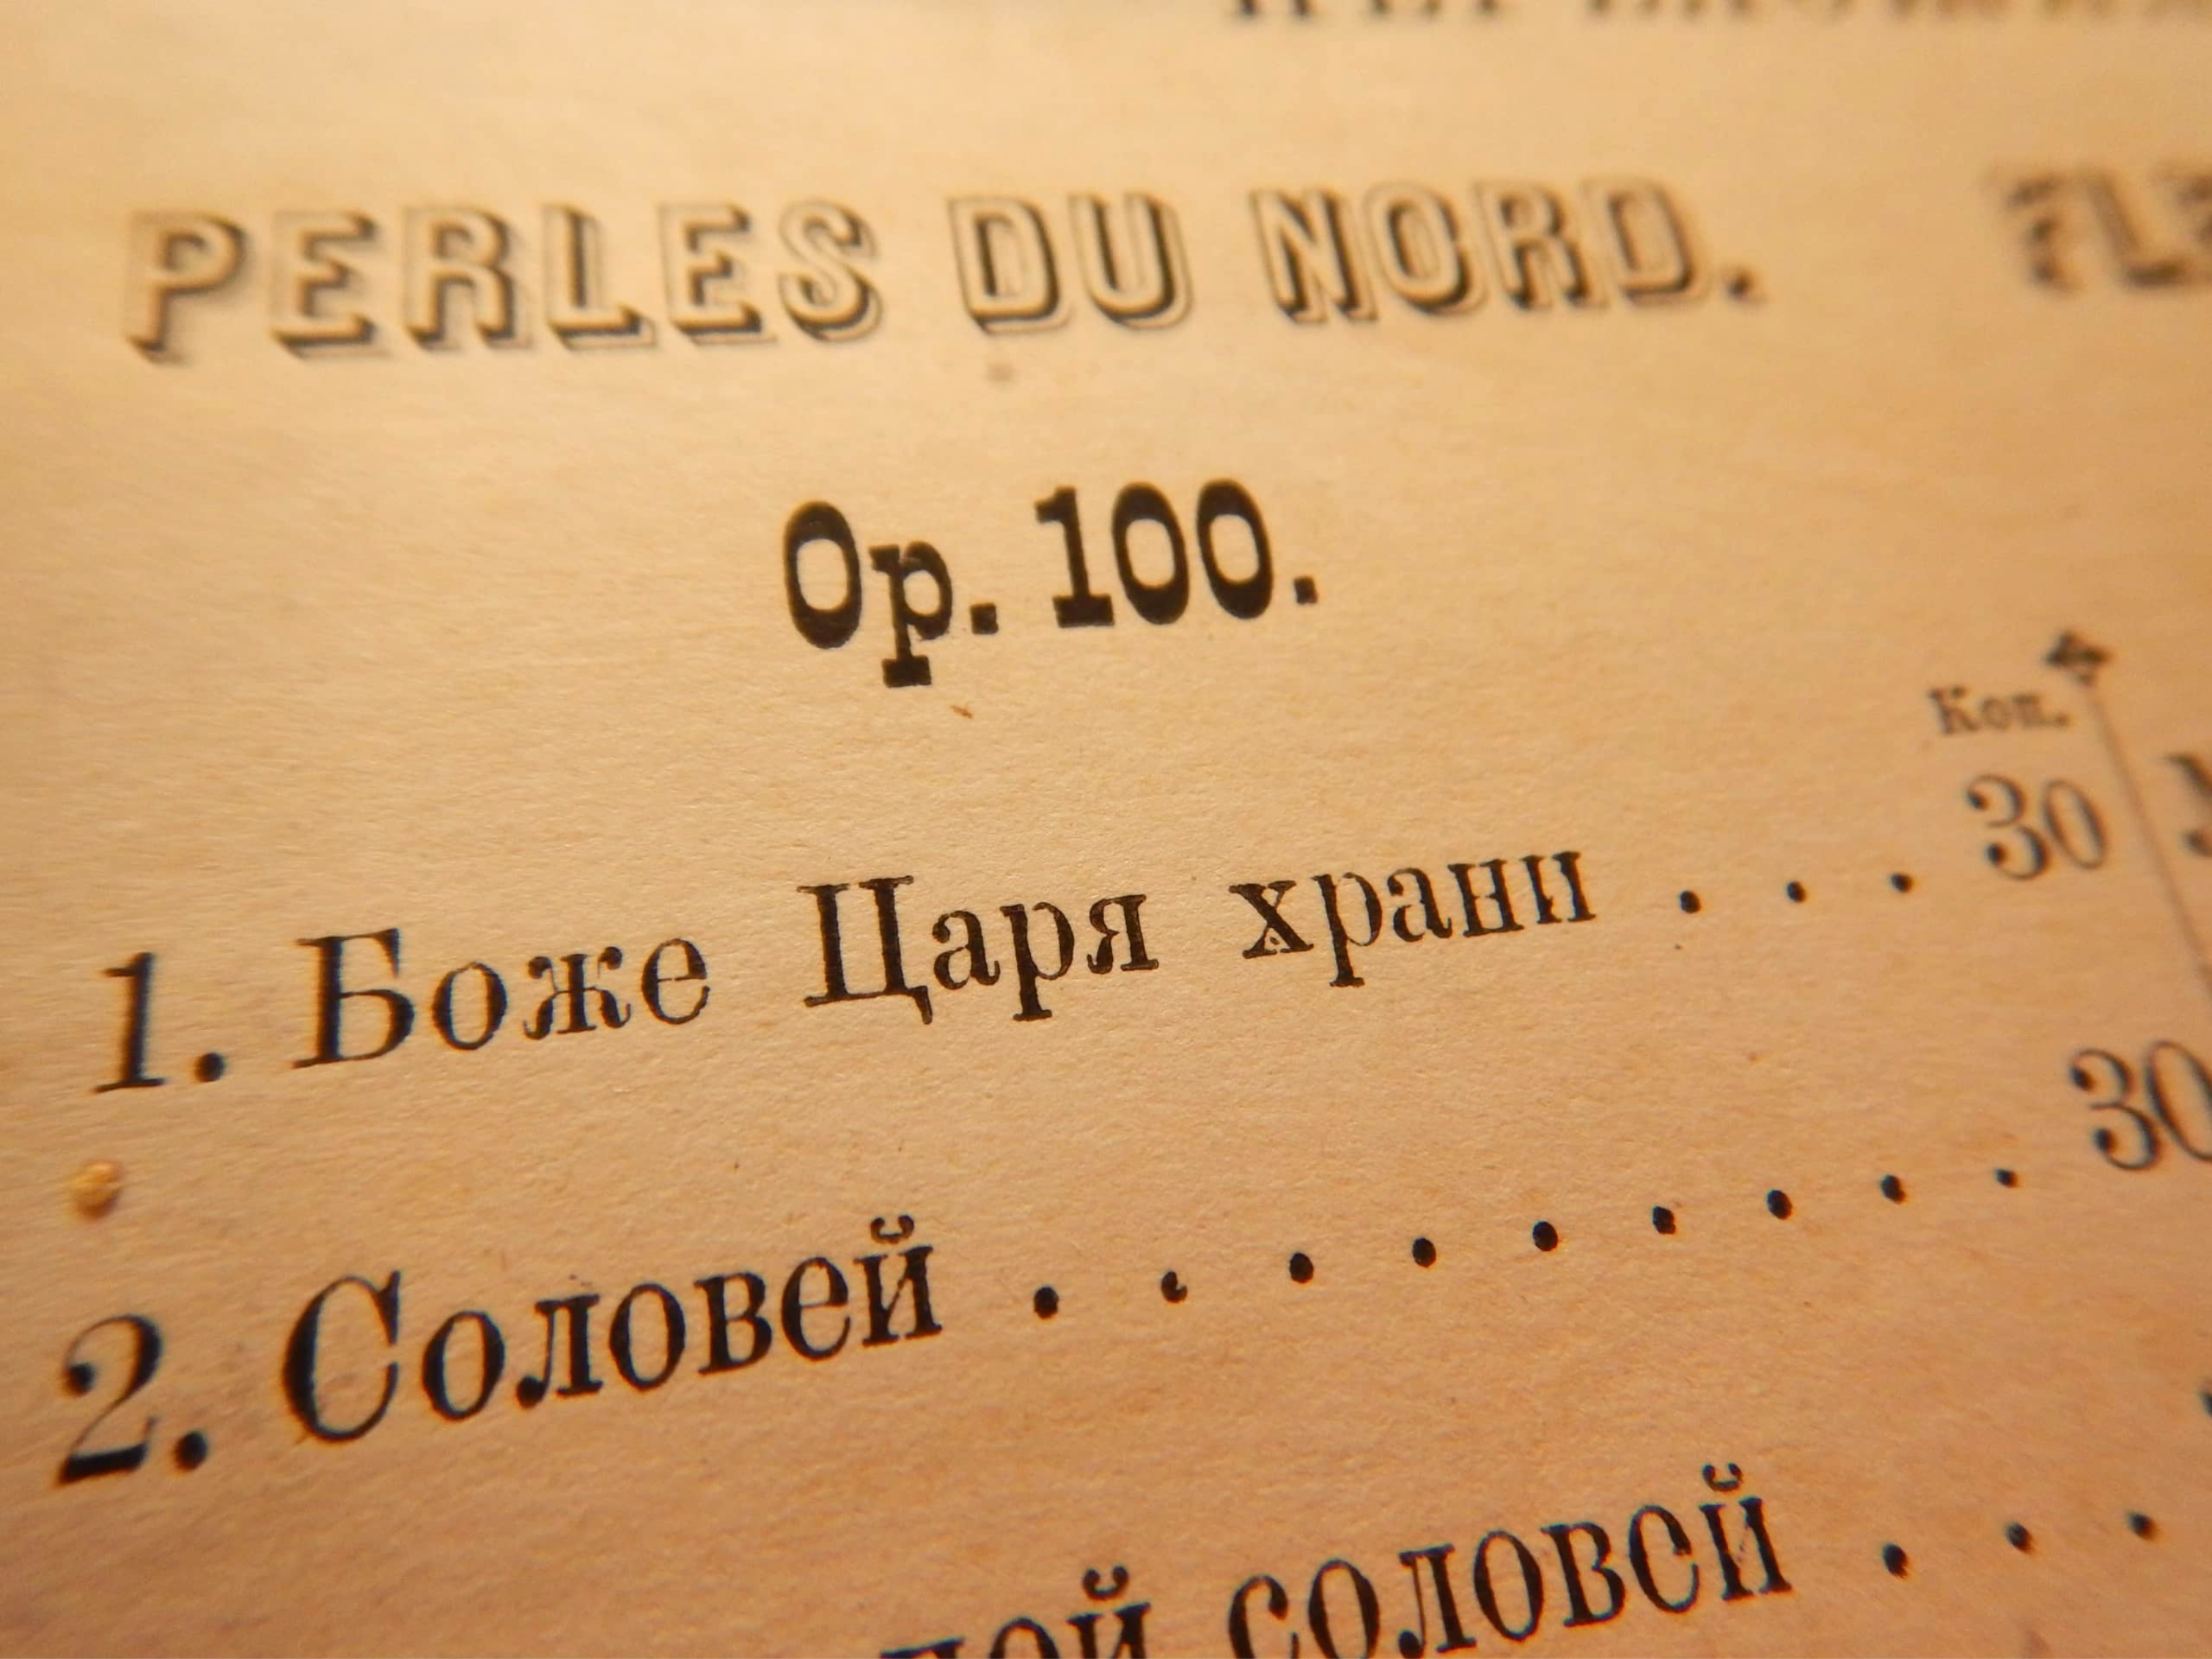 PERLES DU NORD.
Op. 100.
Коп.
1. Боже Царя храни . . . 30
2. Соловей . . . . . . . . . 30
соловей . . .